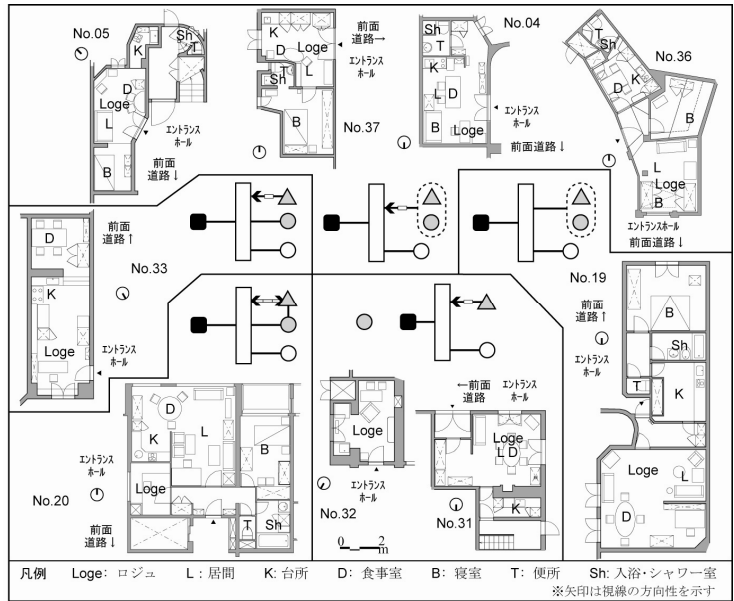 No.05
K
Sh
T
D
Loge
L
B
エントランス
ホール
前面
道路↓
K
D
Loge
T
Sh
L
B
前面
道路→
エントランス
ホール
No.37
No.04
Sh
T
K
L D
B
Loge
エントランス
ホール
前面
道路↓
No.36
T
Sh
D
K
B
L
Loge
B
エントランスホール
前面道路↓
D
K
Loge
前面
道路↑
No.33
エントランス
ホール
No.19
前面
道路↑
エントランス
ホール
B
Sh
T
K
Loge
L
D
エントランス
ホール
No.20
前面
道路↓
D
K
L
B
Loge
T
Sh
Loge
No.32
エントランス
ホール
0 2
m
←前面
道路
エントランス
ホール
Loge
L D
K
No.31
凡例 Loge: ロジュ L : 居間 K: 台所 D: 食事室 B: 寝室 T: 便所 Sh: 入浴・シャワー室
※矢印は視線の方向性を示す